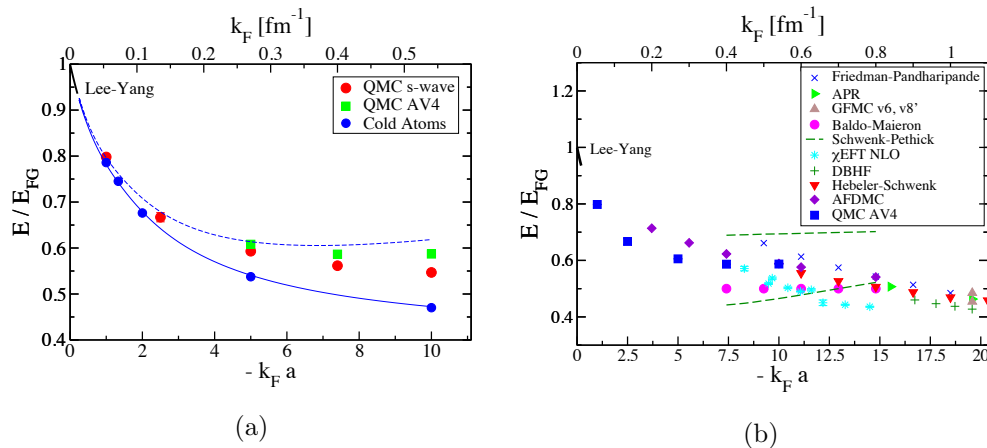 k_F [fm^-1]
0 0.1 0.2 0.3 0.4 0.5
1
0.9
0.8
0.7
0.6
0.5
0.4
E / E_FG
Lee-Yang
QMC s-wave
QMC AV4
Cold Atoms
0 2 4 6 8 10
- k_F a
(a)
k_F [fm^-1]
0 0.2 0.4 0.6 0.8 1
1.2
1
0.8
0.6
0.4
E / E_FG
Lee-Yang
Friedman-Pandharipande
APR
GFMC v6, v8'
Baldo-Maieron
Schwenk-Pethick
χEFT NLO
DBHF
Hebeler-Schwenk
AFDMC
QMC AV4
0 2.5 5 7.5 10 12.5 15 17.5 20
- k_F a
(b)